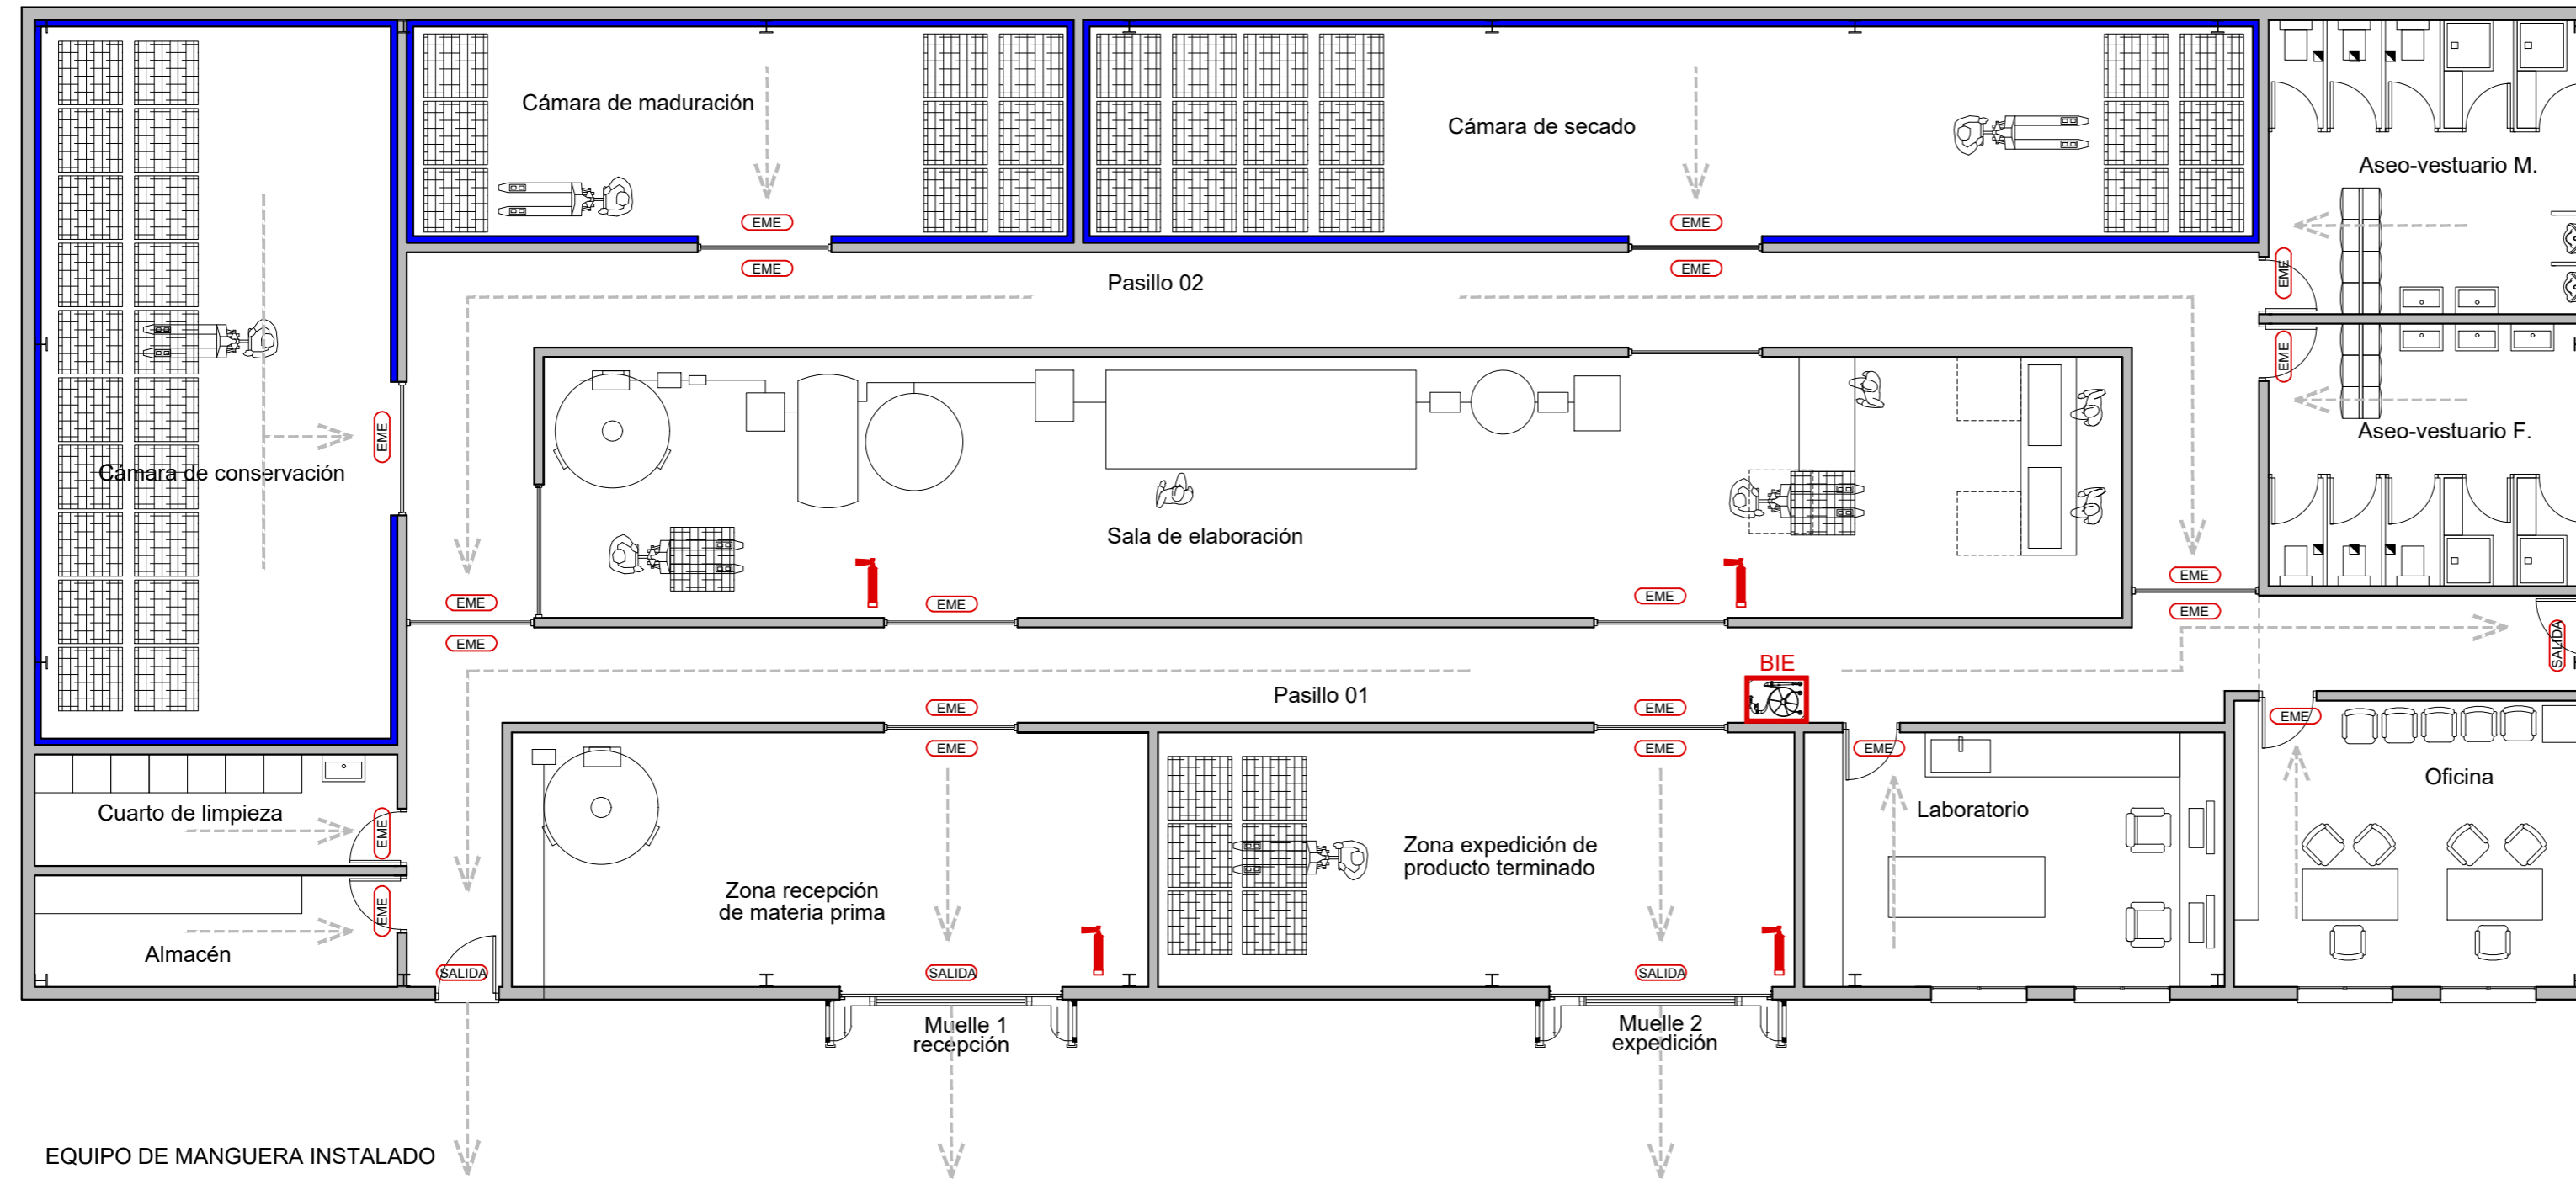 Cámara de maduración
Cámara de secado
Aseo-vestuario M.
EME
EME
EME
EME
Pasillo 02
EME
EME
EME
Aseo-vestuario F.
Cámara de conservación
Sala de elaboración
EME
EME
EME
EME
EME
EME
EME
SALIDA
BIE
Pasillo 01
EME
EME
EME
EME
EME
EME
Oficina
Cuarto de limpieza
EME
Laboratorio
Zona expedición de
producto terminado
Zona recepción
de materia prima
EME
Almacén
SALIDA
SALIDA
SALIDA
Muelle 1
recepción
Muelle 2
expedición
EQUIPO DE MANGUERA INSTALADO